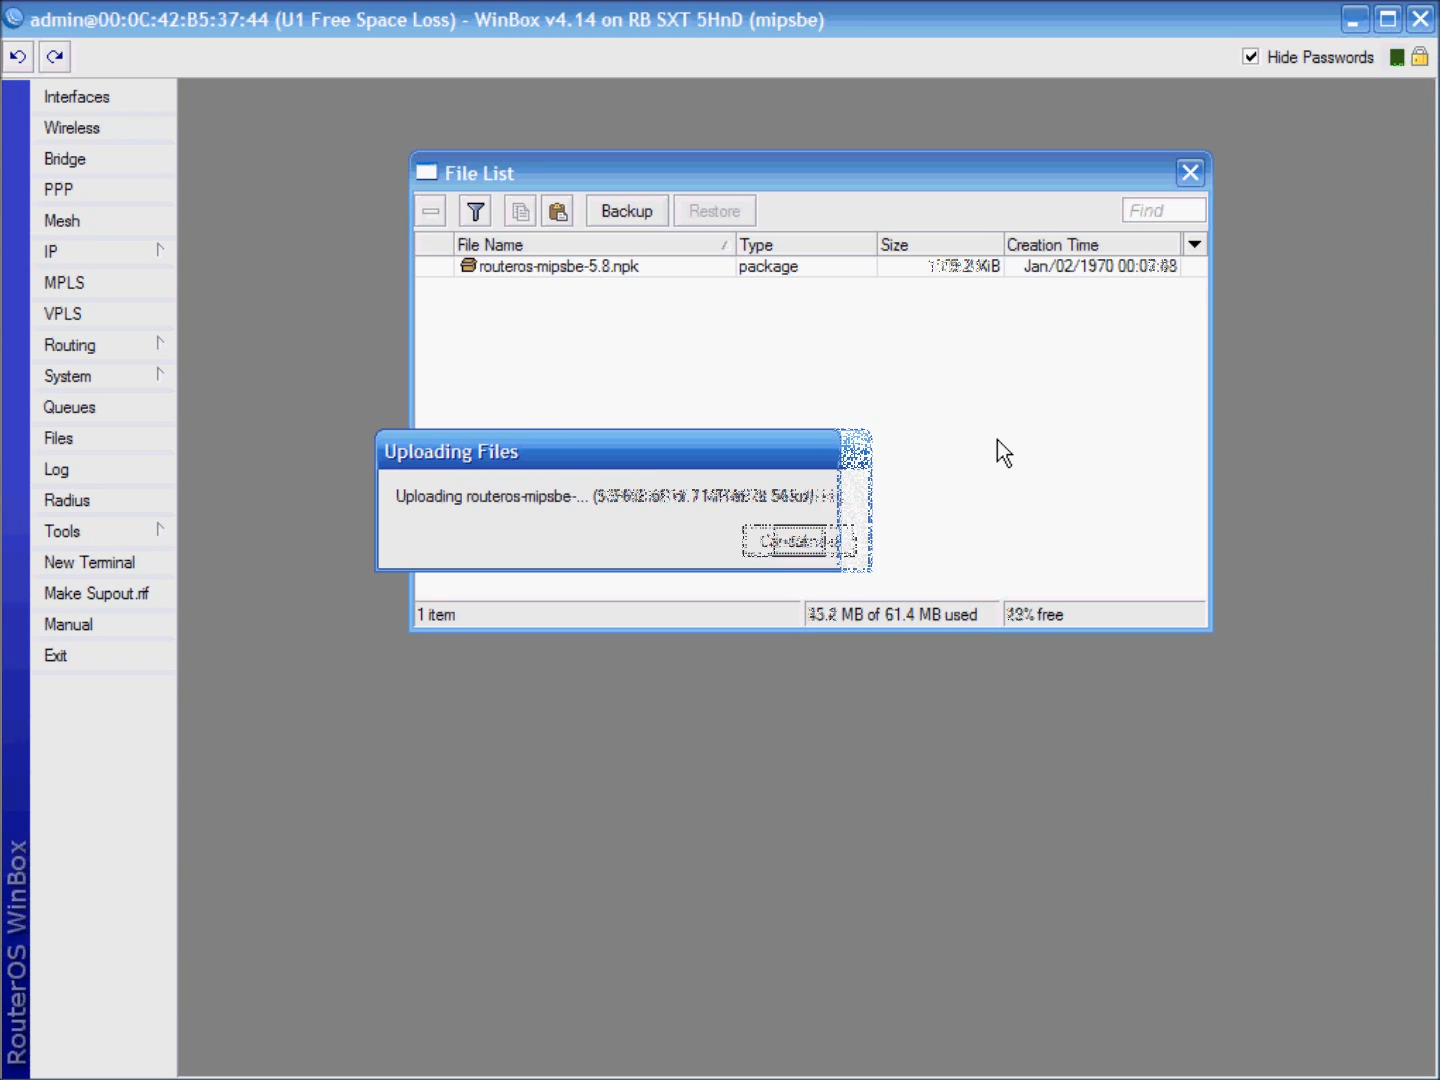 admin@00:0C:42:B5:37:44 (U1 Free Space Loss) - WinBox v4.14 on RB SXT 5HnD (mipsbe)
Hide Passwords
Interfaces
Wireless
Bridge
PPP
Mesh
IP
MPLS
VPLS
Routing
System
Queues
Files
Log
Radius
Tools
New Terminal
Make Supout.rif
Manual
Exit
RouterOS WinBox
File List
Backup Restore Find
File Name Type Size Creation Time
routeros-mipsbe-5.8.npk package KiB Jan/02/1970
Uploading Files
Uploading routeros-mipsbe-...
1 item MB of 61.4 MB used free